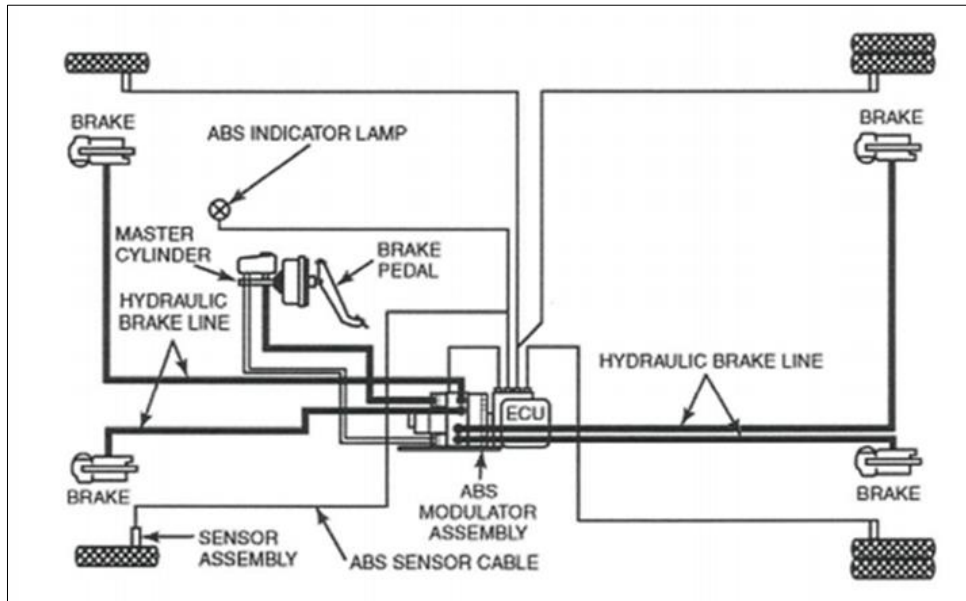 BRAKE
ABS INDICATOR LAMP
BRAKE
MASTER
CYLINDER
BRAKE
PEDAL
HYDRAULIC
BRAKE LINE
HYDRAULIC BRAKE LINE
ECU
BRAKE
ABS
MODULATOR
ASSEMBLY
BRAKE
SENSOR
ASSEMBLY
ABS SENSOR CABLE